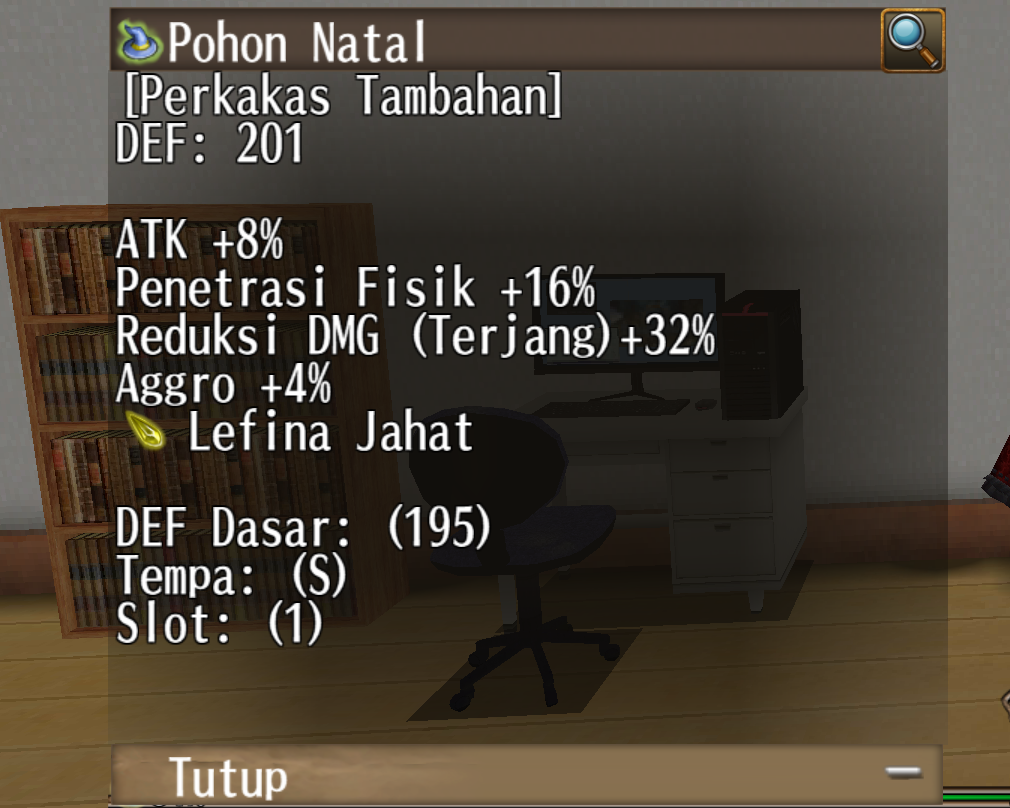 Pohon Natal
[Perkakas Tambahan]
DEF: 201
ATK +8%
Penetrasi Fisik +16%
Reduksi DMG (Terjang)+32%
Aggro +4%
Lefina Jahat
DEF Dasar: (195)
Tempa: (S)
Slot: (1)
Tutup